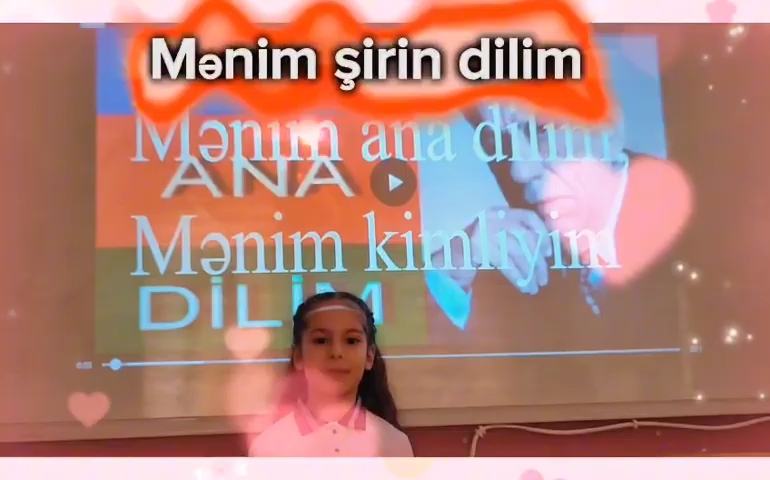 Mənim şirin dilim
Mənim ana dilim,
ANA
Mənim kimliyim
DİLİM